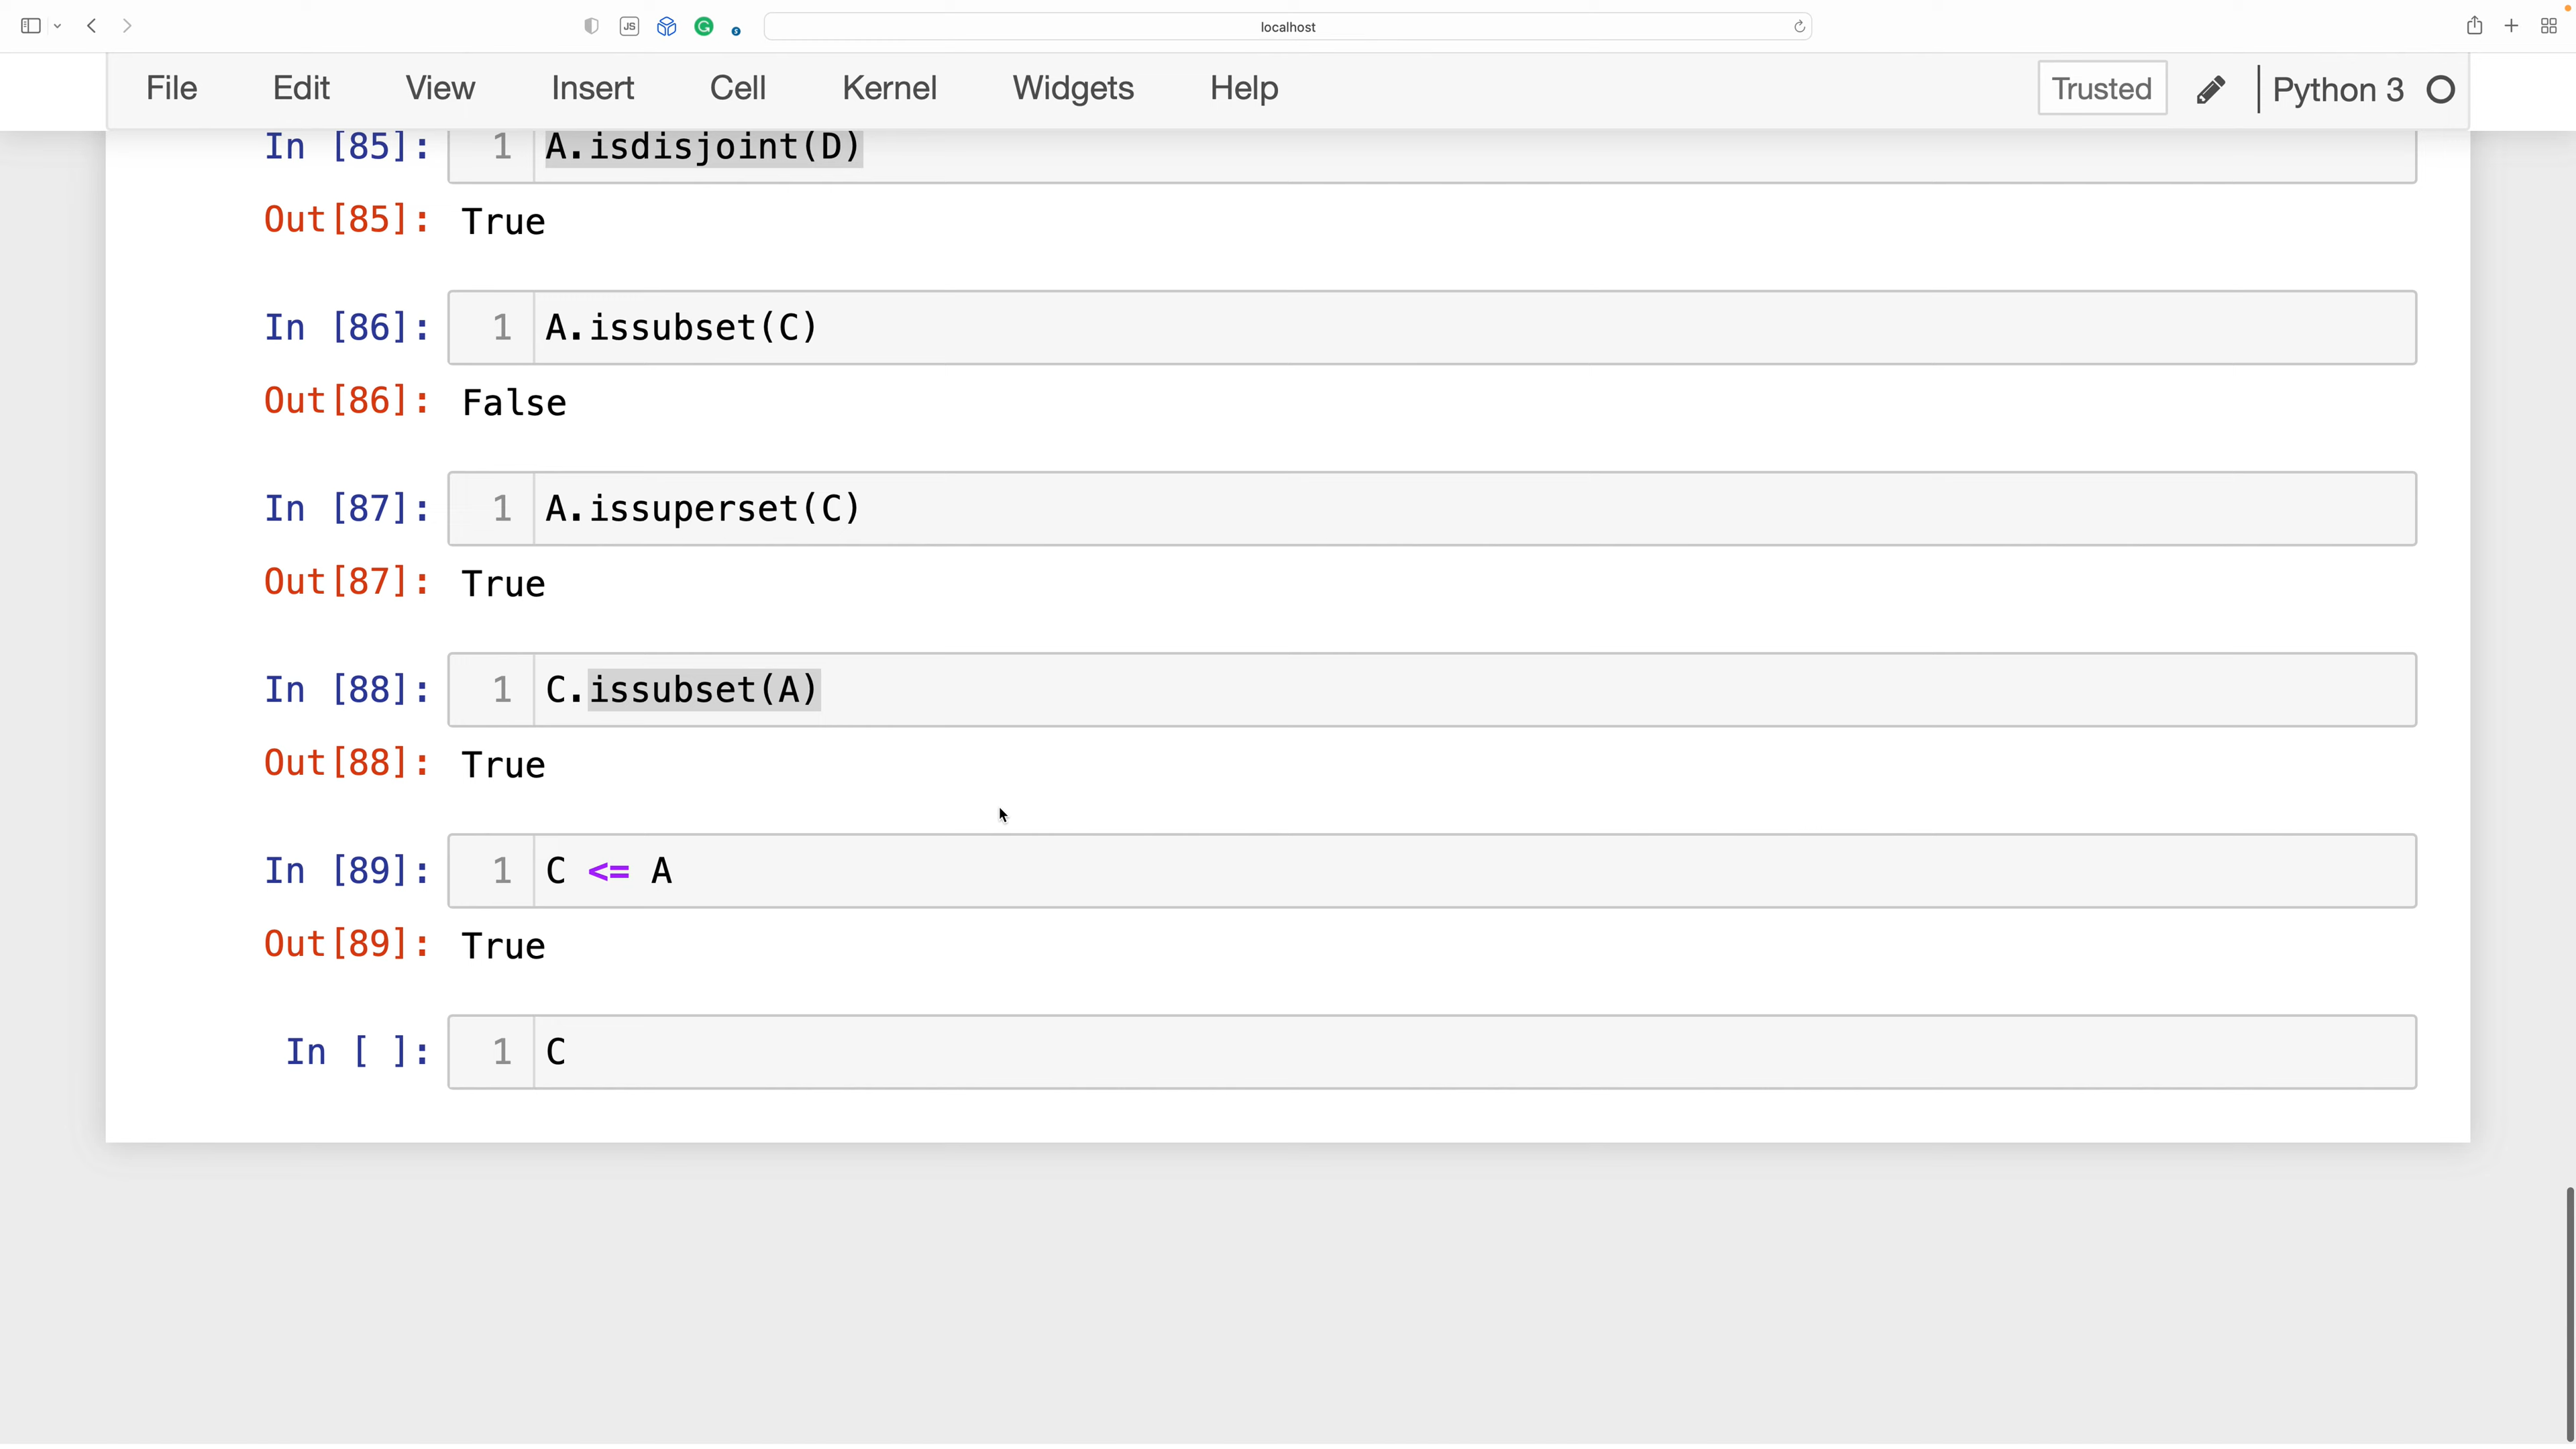 JS
localhost
File Edit View Insert Cell Kernel Widgets Help Trusted Python 3
In [85]: 1 A.isdisjoint(D)
Out[85]: True
In [86]: 1 A.issubset(C)
Out[86]: False
In [87]: 1 A.issuperset(C)
Out[87]: True
In [88]: 1 C.issubset(A)
Out[88]: True
In [89]: 1 C <= A
Out[89]: True
In [ ]: 1 C